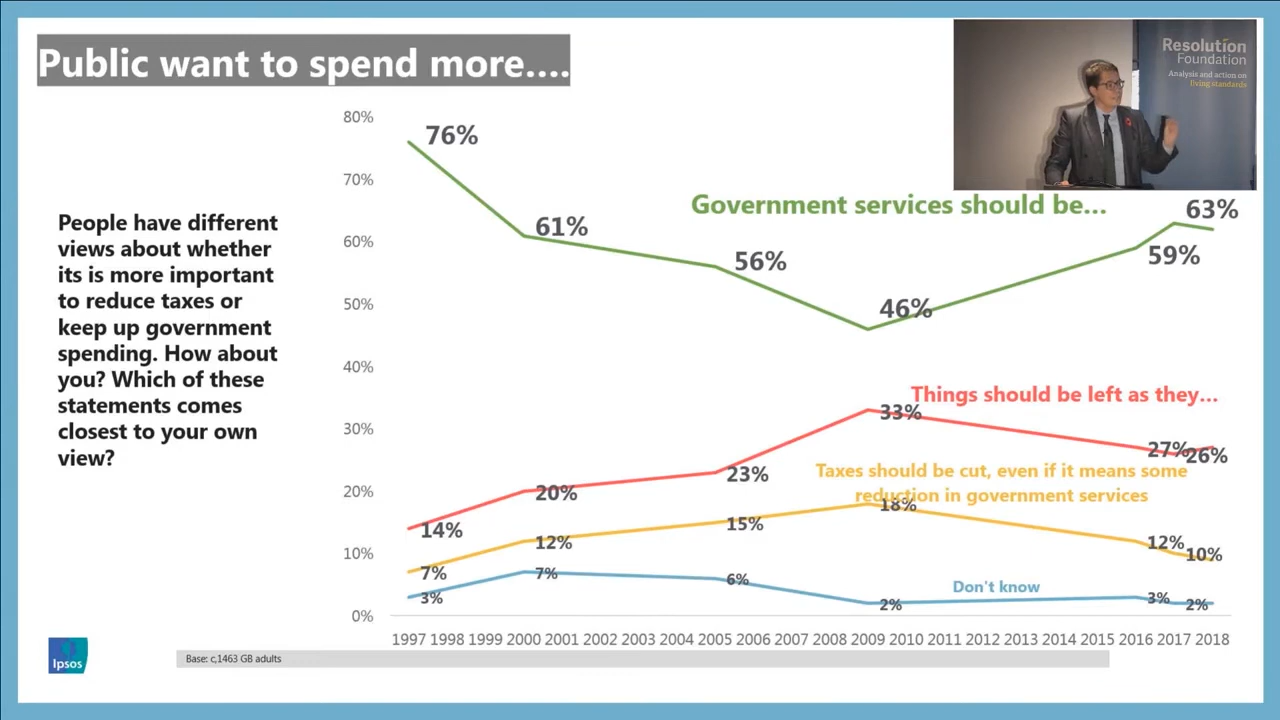 Public want to spend more....
Resolution
Foundation
Analysis and action on
living standards
People have different
views about whether
its is more important
to reduce taxes or
keep up government
spending. How about
you? Which of these
statements comes
closest to your own
view?
80%
70%
60%
50%
40%
30%
20%
10%
0%
76%
61%
56%
46%
59%
63%
Government services should be...
Things should be left as they...
14%
20%
23%
33%
27%
26%
Taxes should be cut, even if it means some
reduction in government services
7%
12%
15%
18%
12%
10%
Don't know
3%
7%
6%
2%
3%
2%
1997 1998 1999 2000 2001 2002 2003 2004 2005 2006 2007 2008 2009 2010 2011 2012 2013 2014 2015 2016 2017 2018
Ipsos
Base: c,1463 GB adults